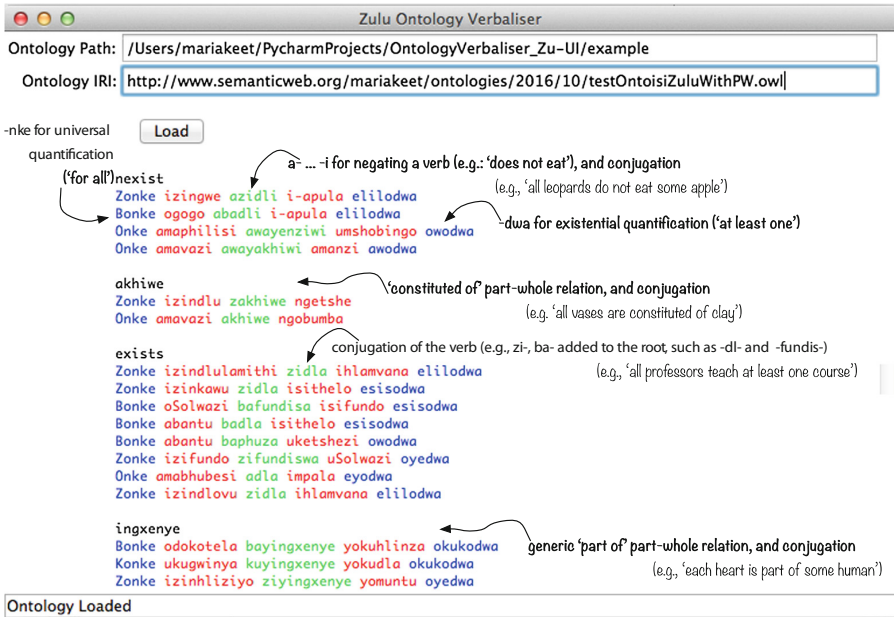 Zulu Ontology Verbaliser
Ontology Path: /Users/mariakeet/PycharmProjects/OntologyVerbaliser_Zu-UI/example
Ontology IRI: http://www.semanticweb.org/mariakeet/ontologies/2016/10/testOntoisiZuluWithPW.owl
Load
-nke for universal
quantification
('for all')
a- ... -i for negating a verb (e.g.: 'does not eat'), and conjugation
(e.g., 'all leopards do not eat some apple')
nexist
Zonke izingwe azidli i-apula elilodwa
Bonke ogogo abadli i-apula elilodwa
-dwa for existential quantification ('at least one')
Onke amaphilisi awayenziwi umshobingo owodwa
Onke amavazi awayakhiwi amanzi awodwa
akhiwe
'constituted of' part-whole relation, and conjugation
(e.g. 'all vases are constituted of clay')
Zonke izindlu zakhiwe ngetshe
Onke amavazi akhiwe ngobumba
exists
conjugation of the verb (e.g., zi-, ba- added to the root, such as -dl- and -fundis-)
(e.g., 'all professors teach at least one course')
Zonke izindlulamithi zidla ihlamvana elilodwa
Zonke izinkawu zidla isithelo esisodwa
Bonke oSolwazi bafundisa isifundo esisodwa
Bonke abantu badla isithelo esisodwa
Bonke abantu baphuza uketshezi owodwa
Zonke izifundo zifundiswa uSolwazi oyedwa
Onke amabhubesi adla impala eyodwa
Zonke izindlovu zidla ihlamvana elilodwa
ingxenye
generic 'part of' part-whole relation, and conjugation
(e.g., 'each heart is part of some human')
Bonke odokotela bayingxenye yokuhlinza okukodwa
Konke ukugwinya kuyingxenye yokudla okukodwa
Zonke izinhliziyo ziyingxenye yomuntu oyedwa
Ontology Loaded